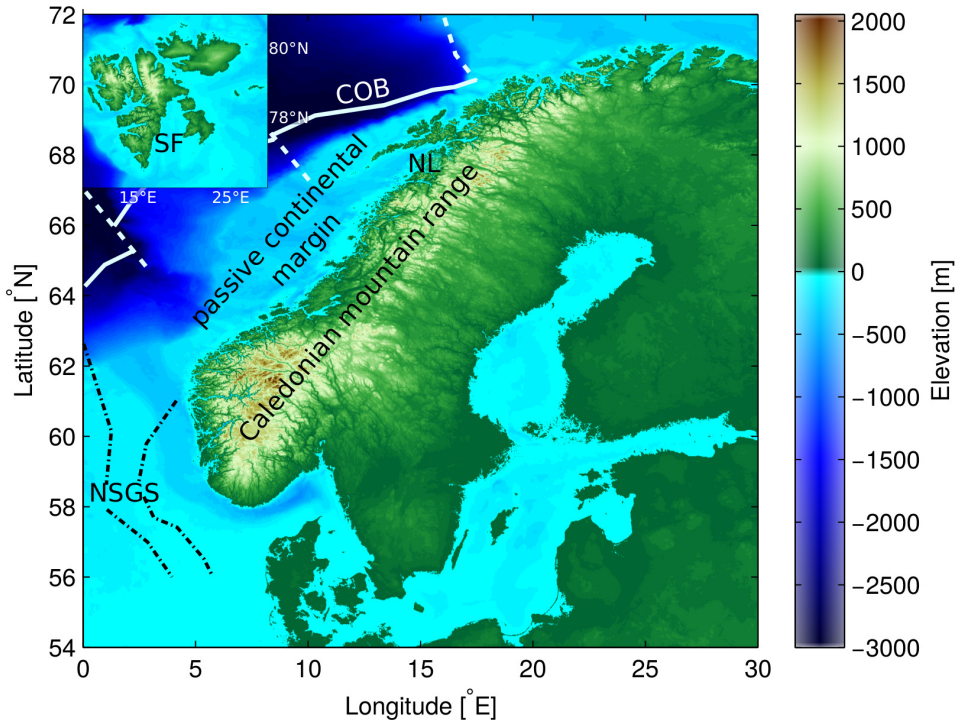 72
70
68
66
64
62
60
58
56
54
0
5
10
15
20
25
30
Latitude [°N]
Longitude [°E]
80°N
78°N
15°E
25°E
SF
COB
NL
passive continental
margin
Caledonian mountain range
NSGS
2000
1500
1000
500
0
−500
−1000
−1500
−2000
−2500
−3000
Elevation [m]